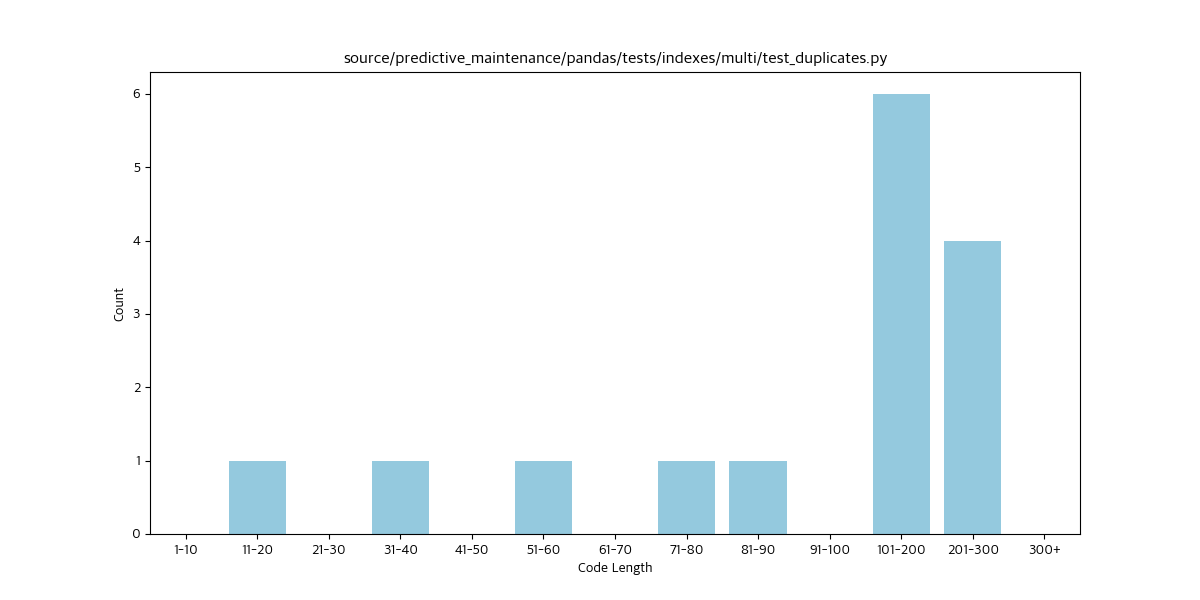 source/predictive_maintenance/pandas/tests/indexes/multi/test_duplicates.py
6
5
4
3
2
1
0
Count
1-10 11-20 21-30 31-40 41-50 51-60 61-70 71-80 81-90 91-100 101-200 201-300 300+
Code Length